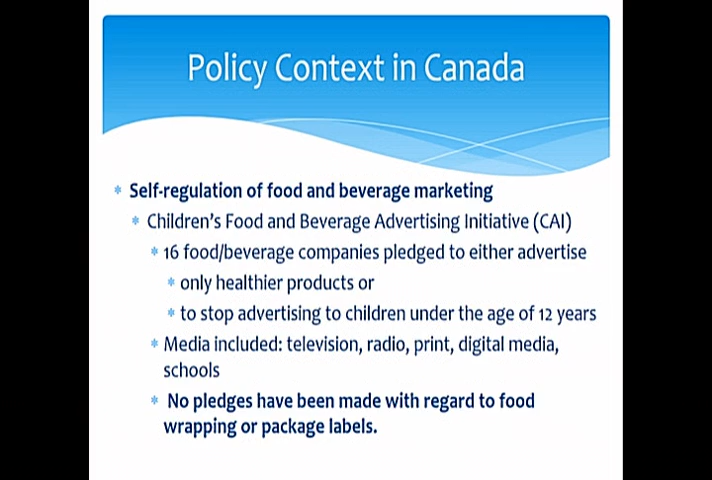 Policy Context in Canada
* Self-regulation of food and beverage marketing
* Children's Food and Beverage Advertising Initiative (CAI)
* 16 food/beverage companies pledged to either advertise
* only healthier products or
* to stop advertising to children under the age of 12 years
* Media included: television, radio, print, digital media,
schools
* No pledges have been made with regard to food
wrapping or package labels.